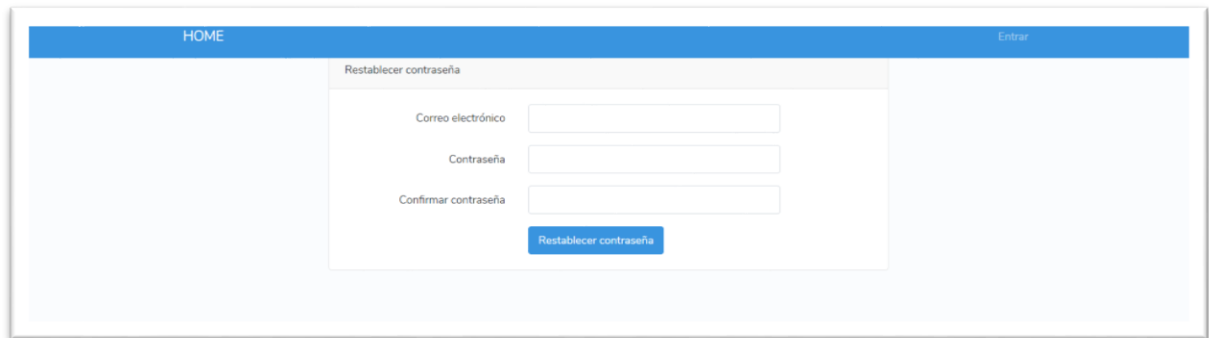 HOME Entrar
Restablecer contraseña
Correo electrónico
Contraseña
Confirmar contraseña
Restablecer contraseña